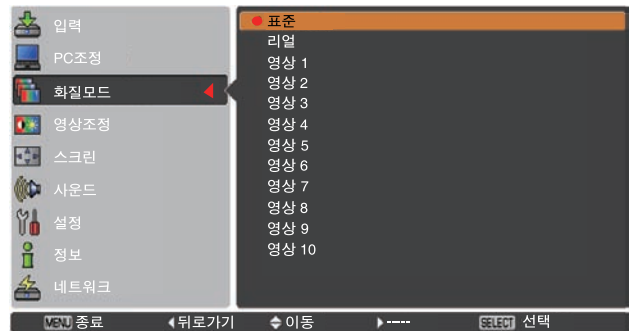 입력
PC조정
화질모드
영상조정
스크린
사운드
설정
정보
네트워크
표준
리얼
영상 1
영상 2
영상 3
영상 4
영상 5
영상 6
영상 7
영상 8
영상 9
영상 10
MENU 종료 뒤로가기 이동 ----- SELECT 선택